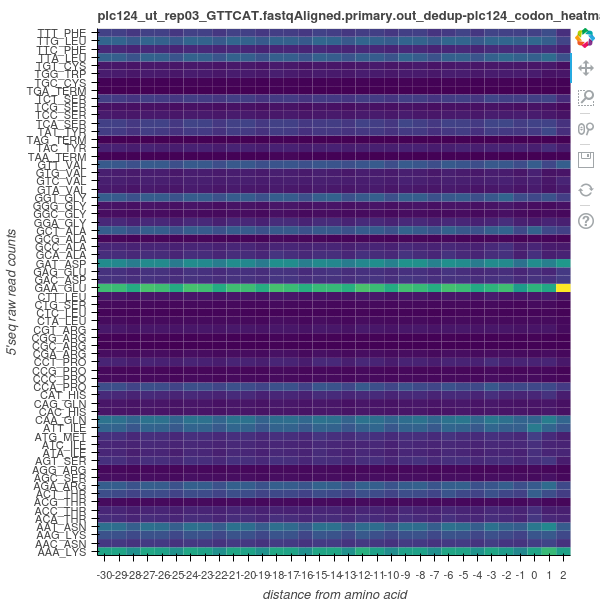 plc124_ut_rep03_GTTCAT.fastqAligned.primary.out_dedup-plc124_codon_heatm
TTT_PHE
TTG_LEU
TTC_PHE
TTA_LEU
TGT_CYS
TGG_TRP
TGC_CYS
TGA_TERM
TCT_SER
TCG_SER
TCC_SER
TCA_SER
TAT_TYR
TAG_TERM
TAC_TYR
TAA_TERM
GTT_VAL
GTG_VAL
GTC_VAL
GTA_VAL
GGT_GLY
GGG_GLY
GGC_GLY
GGA_GLY
GCT_ALA
GCG_ALA
GCC_ALA
GCA_ALA
GAT_ASP
GAG_GLU
GAC_ASP
GAA_GLU
CTT_LEU
CTG_SER
CTC_LEU
CTA_LEU
CGT_ARG
CGG_ARG
CGC_ARG
CGA_ARG
CCT_PRO
CCG_PRO
CCC_PRO
CCA_PRO
CAT_HIS
CAG_GLN
CAC_HIS
CAA_GLN
ATT_ILE
ATG_MET
ATC_ILE
ATA_ILE
AGT_SER
AGG_ARG
AGC_SER
AGA_ARG
ACT_THR
ACG_THR
ACC_THR
ACA_THR
AAT_ASN
AAG_LYS
AAC_ASN
AAA_LYS
5'seq raw read counts
-30 -29 -28 -27 -26 -25 -24 -23 -22 -21 -20 -19 -18 -17 -16 -15 -14 -13 -12 -11 -10 -9 -8 -7 -6 -5 -4 -3 -2 -1 0 1 2
distance from amino acid